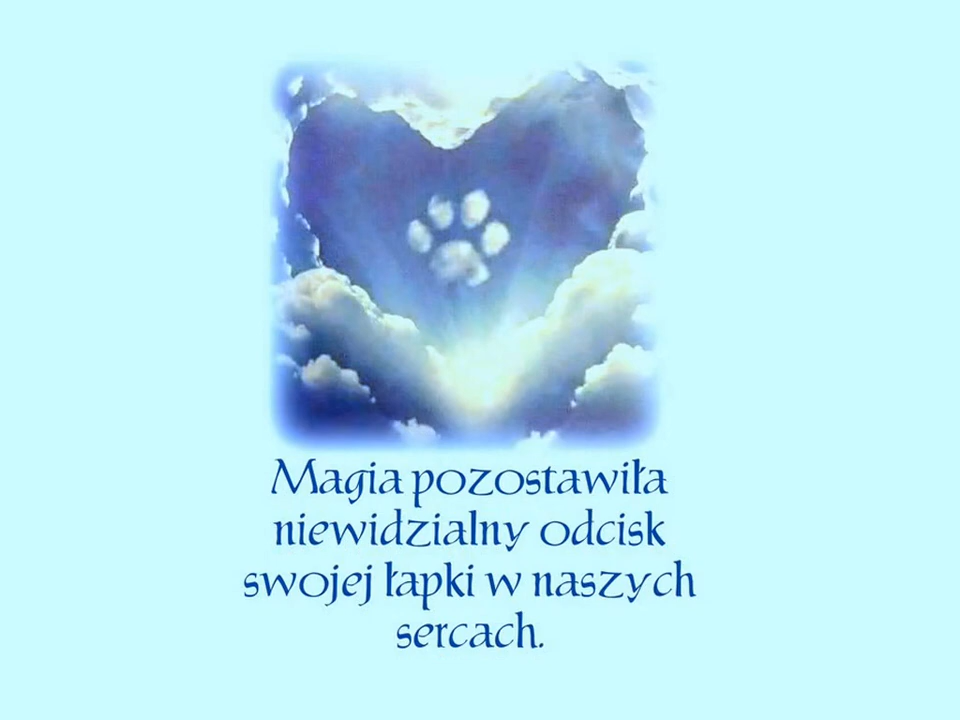 Magia pozostawiła
niewidzialny odcisk
swojej łapki w naszych
sercach.